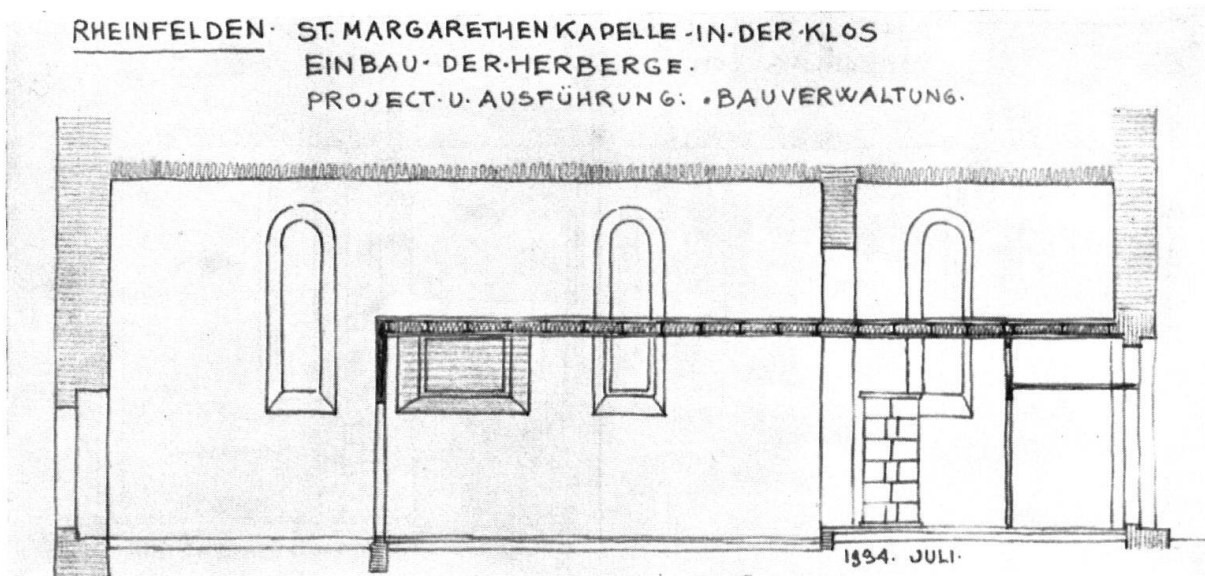 RHEINFELDEN· ST. MARGARETHEN KAPELLE-IN·DER·KLOS
EINBAU·DER·HERBERGE.
PROJECT·U.AUSFÜHRUNG: ·BAUVERWALTUNG.
1934. JULI·